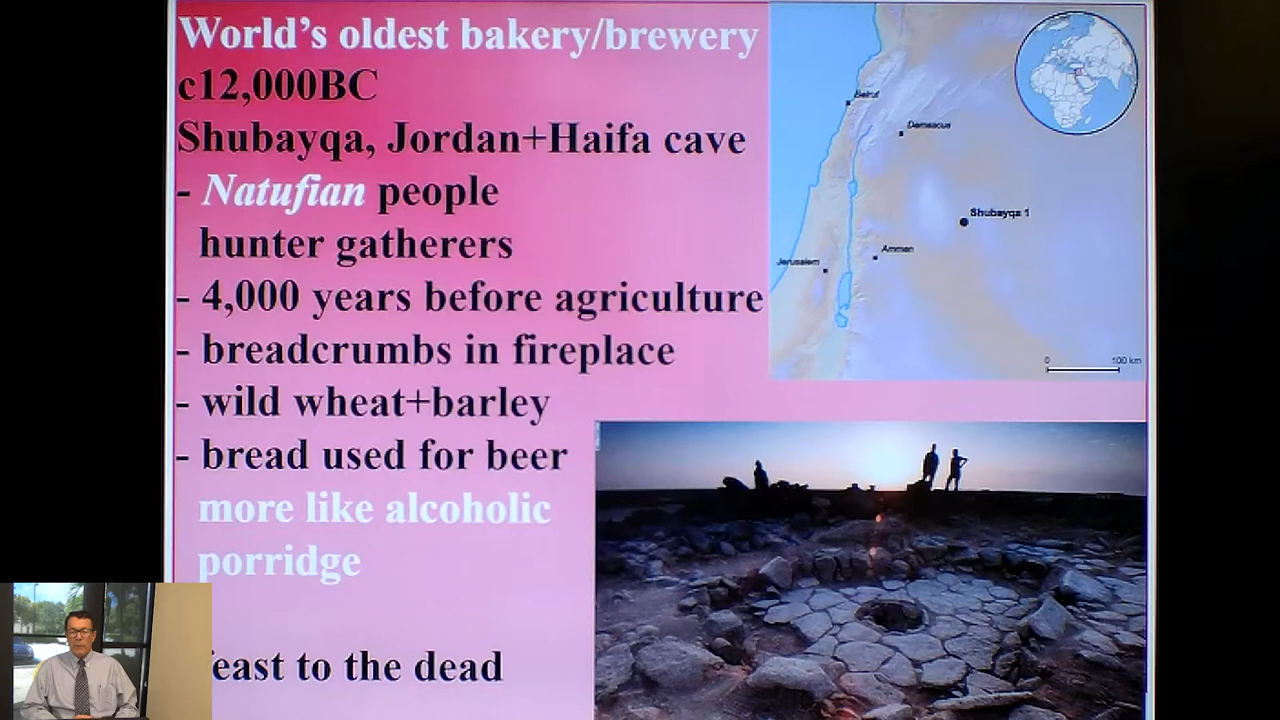 World's oldest bakery/brewery
c12,000BC
Shubayqa, Jordan+Haifa cave
- Natufian people
hunter gatherers
- 4,000 years before agriculture
- breadcrumbs in fireplace
- wild wheat+barley
- bread used for beer
more like alcoholic
porridge
feast to the dead
Beirut
Damascus
Shubayqa 1
Amman
Jerusalem
0 100 km